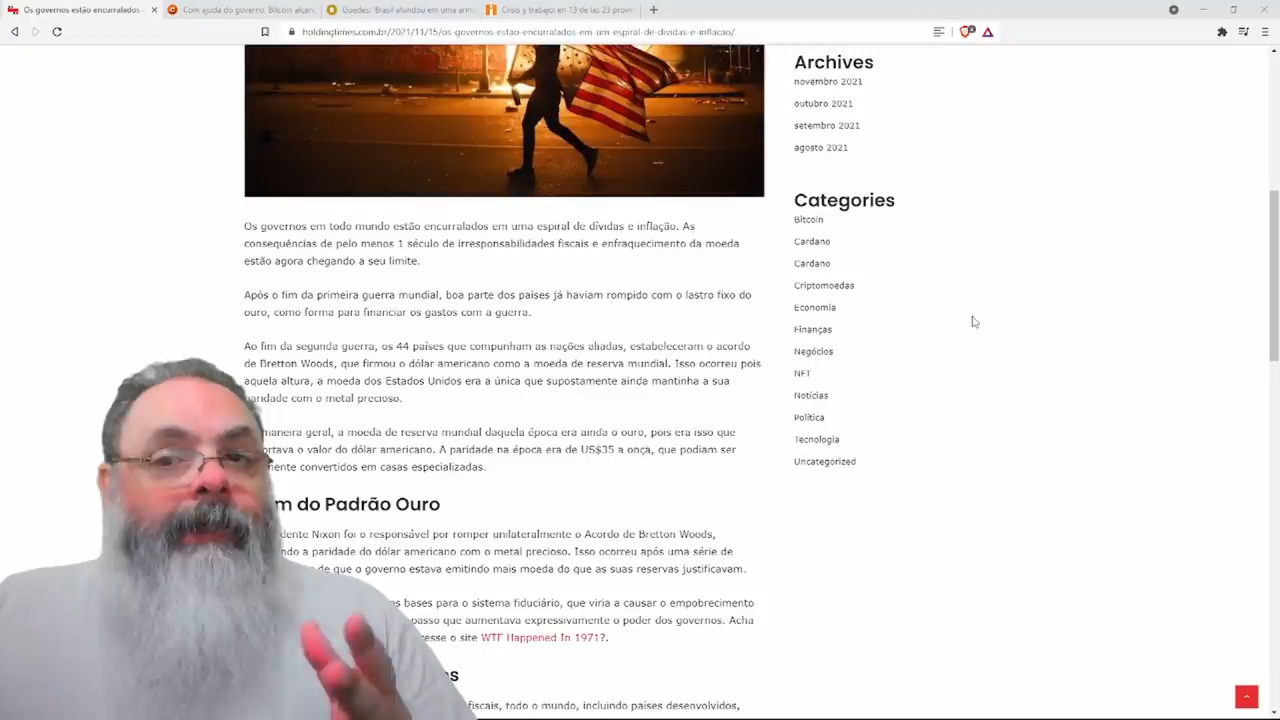 Os governos estão encurralados
Com ajuda do governo, Bitcoin alcan
Guedes: "Brasil afundou em uma arm
Crisis y trabajo: en 13 de las 23 provin
holdingtimes.com.br/2021/11/15/os-governos-estao-encurralados-em-um-espiral-de-dividas-e-inflacao/
Os governos em todo mundo estão encurralados em uma espiral de dívidas e inflação. As
consequências de pelo menos 1 século de irresponsabilidades fiscais e enfraquecimento da moeda
estão agora chegando a seu limite.
Após o fim da primeira guerra mundial, boa parte dos países já haviam rompido com o lastro fixo do
ouro, como forma para financiar os gastos com a guerra.
Ao fim da segunda guerra, os 44 países que compunham as nações aliadas, estabeleceram o acordo
de Bretton Woods, que firmou o dólar americano como a moeda de reserva mundial. Isso ocorreu pois
aquela altura, a moeda dos Estados Unidos era a única que supostamente ainda mantinha a sua
paridade com o metal precioso.
maneira geral, a moeda de reserva mundial daquela época era ainda o ouro, pois era isso que
ortava o valor do dólar americano. A paridade na época era de US$35 a onça, que podiam ser
mente convertidos em casas especializadas.
m do Padrão Ouro
dente Nixon foi o responsável por romper unilateralmente o Acordo de Bretton Woods,
ndo a paridade do dólar americano com o metal precioso. Isso ocorreu após uma série de
de que o governo estava emitindo mais moeda do que as suas reservas justificavam.
as bases para o sistema fiduciário, que viria a causar o empobrecimento
passo que aumentava expressivamente o poder dos governos. Acha
esse o site WTF Happened In 1971?.
s
fiscais, todo o mundo, incluindo países desenvolvidos,
Archives
novembro 2021
outubro 2021
setembro 2021
agosto 2021
Categories
Bitcoin
Cardano
Cardano
Criptomoedas
Economia
Finanças
Negócios
NFT
Notícias
Política
Tecnologia
Uncategorized